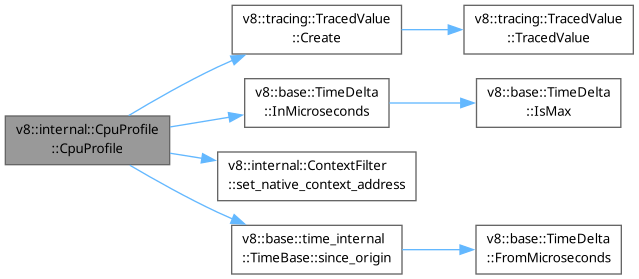 v8::internal::CpuProfile
::CpuProfile
v8::tracing::TracedValue
::Create
v8::tracing::TracedValue
::TracedValue
v8::base::TimeDelta
::InMicroseconds
v8::base::TimeDelta
::IsMax
v8::internal::ContextFilter
::set_native_context_address
v8::base::time_internal
::TimeBase::since_origin
v8::base::TimeDelta
::FromMicroseconds